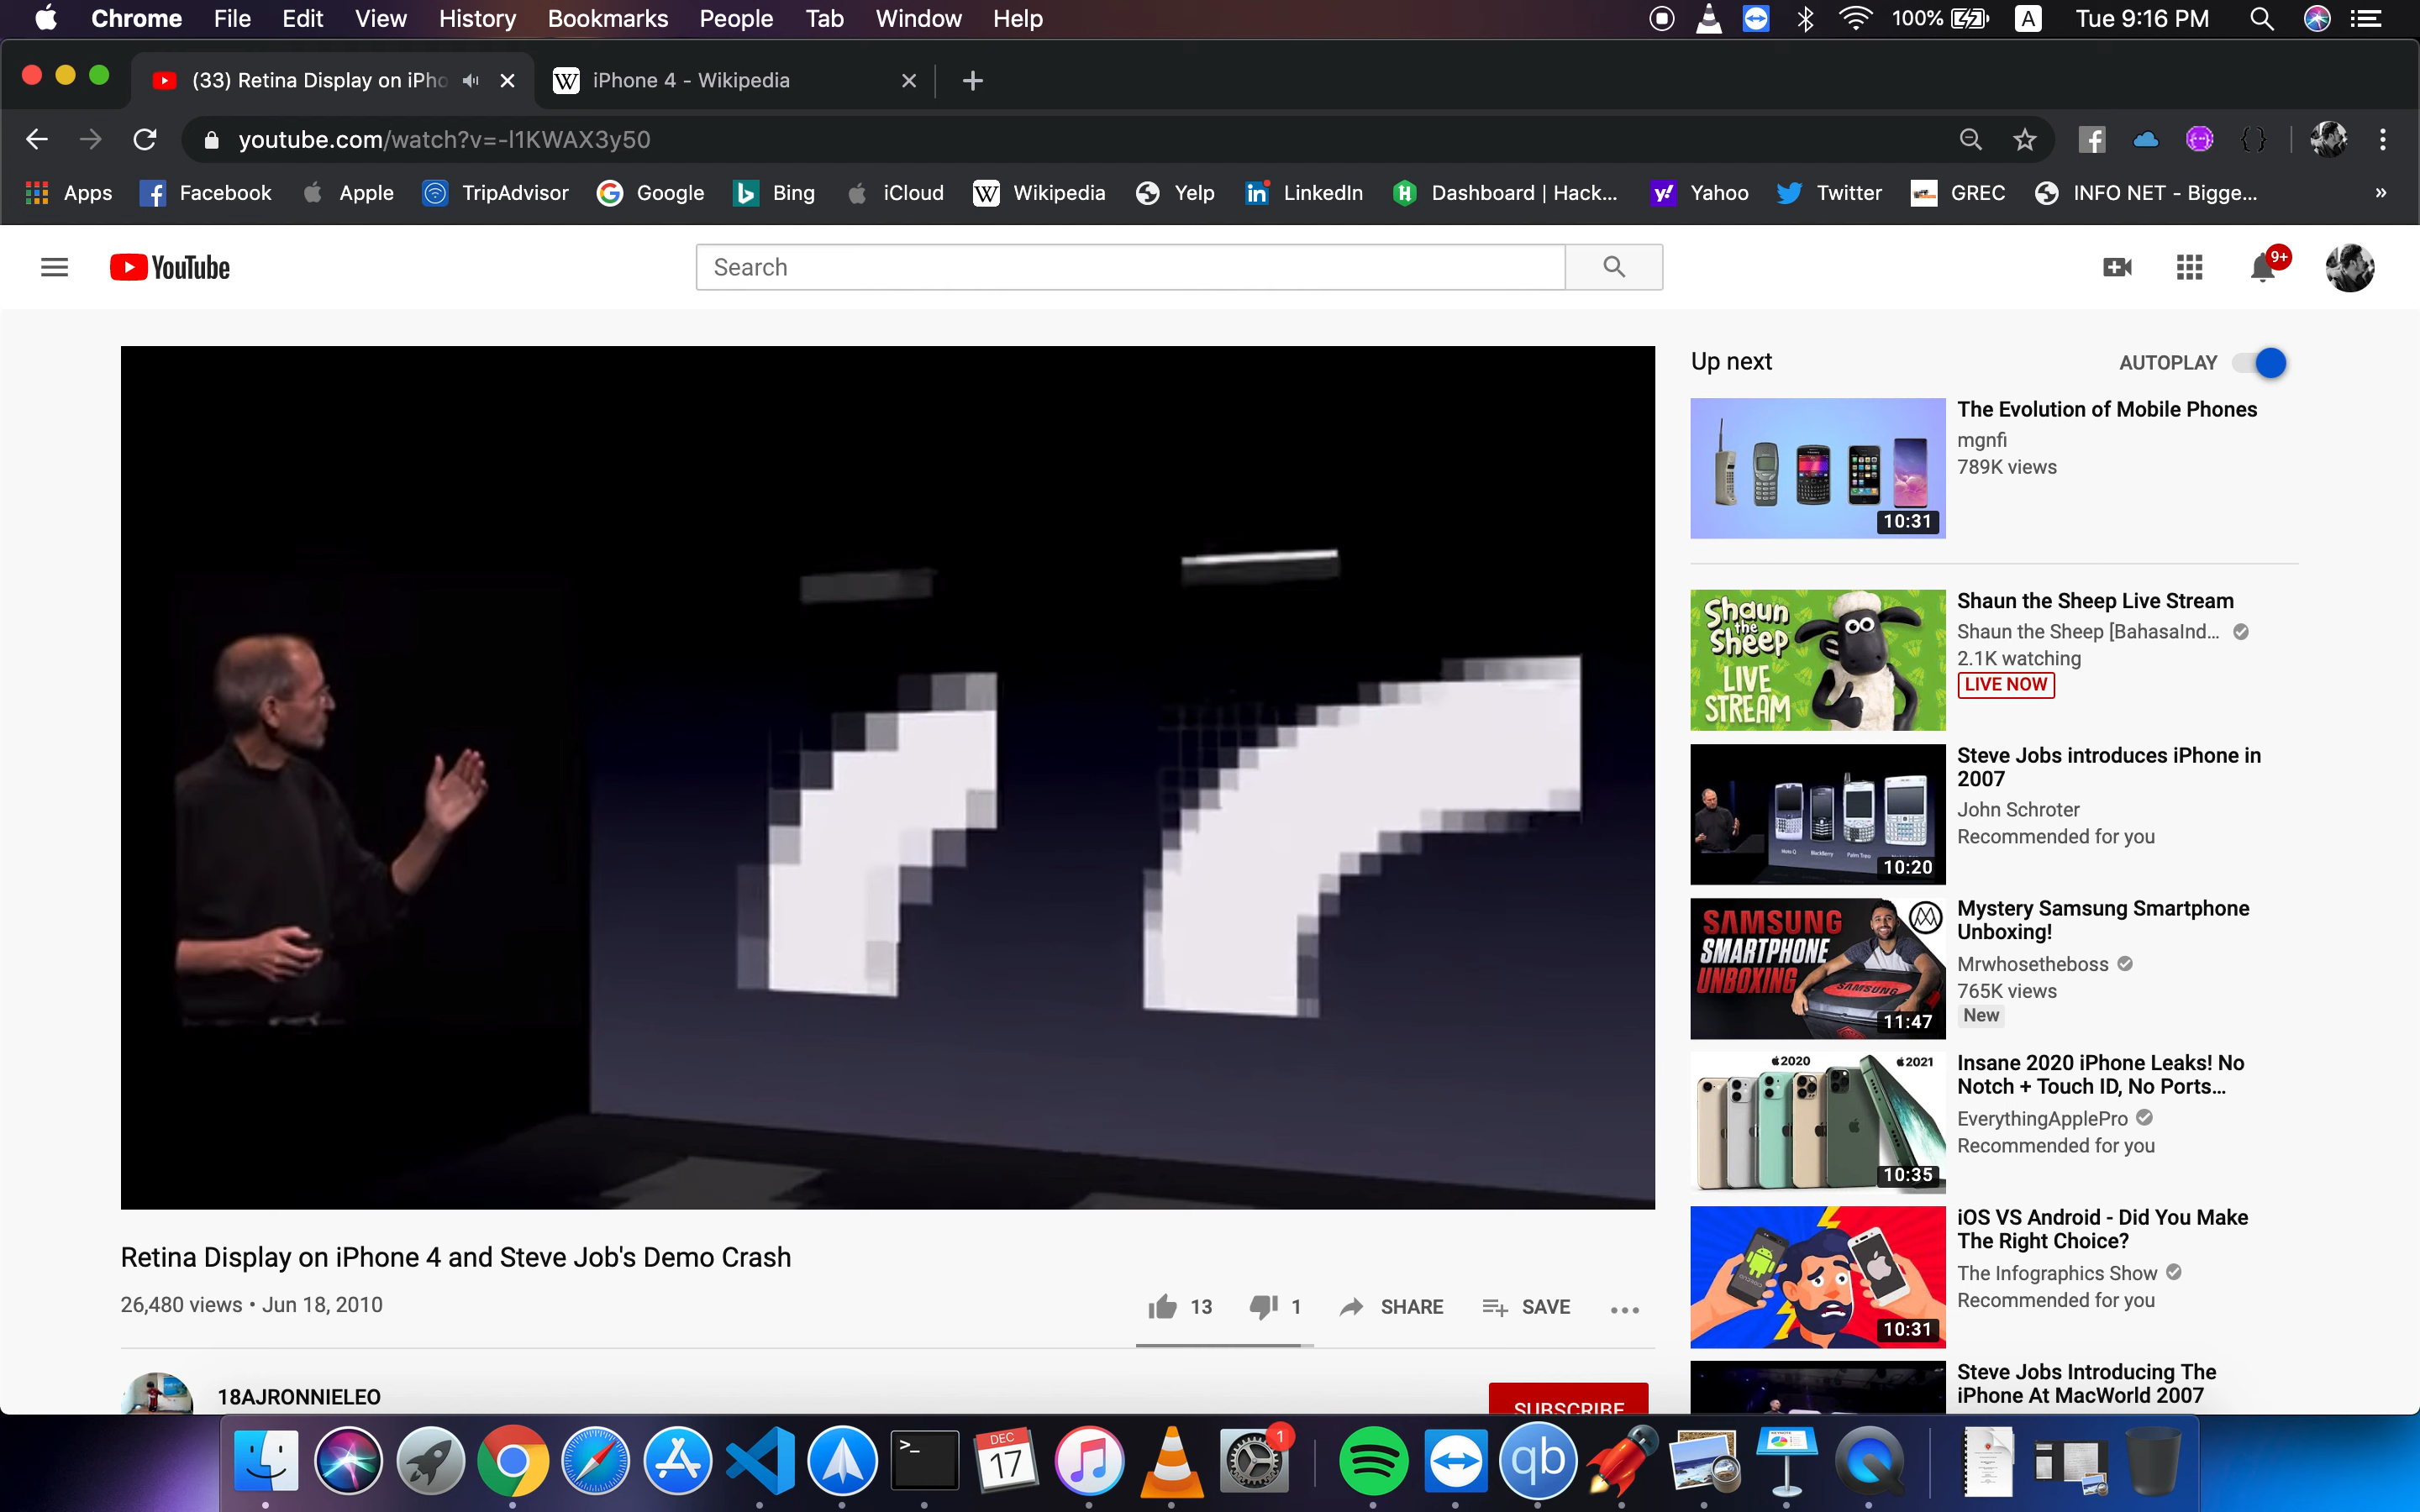 Chrome File Edit View History Bookmarks People Tab Window Help
100% A Tue 9:16 PM
(33) Retina Display on iPho
iPhone 4 - Wikipedia
youtube.com/watch?v=-l1KWAX3y50
Apps Facebook Apple TripAdvisor Google Bing iCloud Wikipedia Yelp LinkedIn Dashboard | Hack... Yahoo Twitter GREC INFO NET - Bigge... »
YouTube
Search
9+
Up next
AUTOPLAY
The Evolution of Mobile Phones
mgnfi
789K views
10:31
Shaun the Sheep LIVE STREAM
Shaun the Sheep Live Stream
Shaun the Sheep [BahasaInd...
2.1K watching
LIVE NOW
Steve Jobs introduces iPhone in
2007
John Schroter
Recommended for you
Moto Q BlackBerry Palm Treo
10:20
SAMSUNG
SMARTPHONE
UNBOXING
SAMSUNG
11:47
Mystery Samsung Smartphone
Unboxing!
Mrwhosetheboss
765K views
New
2020 2021
10:35
Insane 2020 iPhone Leaks! No
Notch + Touch ID, No Ports...
EverythingApplePro
Recommended for you
10:31
iOS VS Android - Did You Make
The Right Choice?
The Infographics Show
Recommended for you
Steve Jobs Introducing The
iPhone At MacWorld 2007
Retina Display on iPhone 4 and Steve Job's Demo Crash
26,480 views • Jun 18, 2010
13 1 SHARE SAVE
18AJRONNIELEO
SUBSCRIBE
DEC
17
1
qb